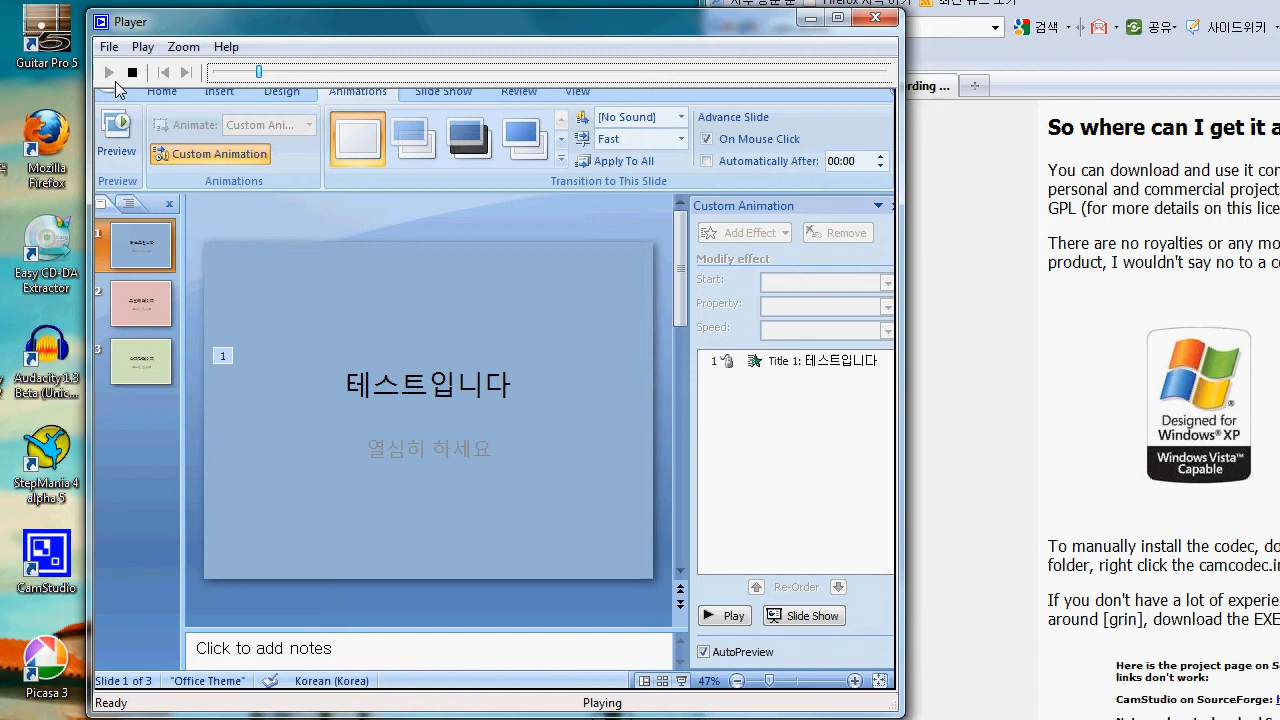 Guitar Pro 5
Mozilla
Firefox
Easy CD-DA
Extractor
Audacity 1.3
Beta (Unic...
StepMania 4
alpha 5
CamStudio
Picasa 3
Player
File Play Zoom Help
Home Insert Design Animations Slide Show Review View
Preview
Preview
Animate: Custom Ani...
Custom Animation
Animations
[No Sound]
Fast
Apply To All
Transition to This Slide
Advance Slide
On Mouse Click
Automatically After: 00:00
1
2
3
1
테스트입니다
열심히 하세요
Custom Animation
Add Effect
Remove
Modify effect
Start:
Property:
Speed:
1 Title 1: 테스트입니다
Re-Order
Play
Slide Show
AutoPreview
Click to add notes
Slide 1 of 3 "Office Theme" Korean (Korea) 47%
Ready Playing
검색 공유 사이드위키
rding ...
So where can I get it a
You can download and use it con
personal and commercial project
GPL (for more details on this lice
There are no royalties or any mo
product, I wouldn't say no to a c
Designed for
Windows® XP
Windows Vista™
Capable
To manually install the codec, do
folder, right click the camcodec.in
If you don't have a lot of experie
around [grin], download the EXE
Here is the project page on S
links don't work:
CamStudio on SourceForge: h